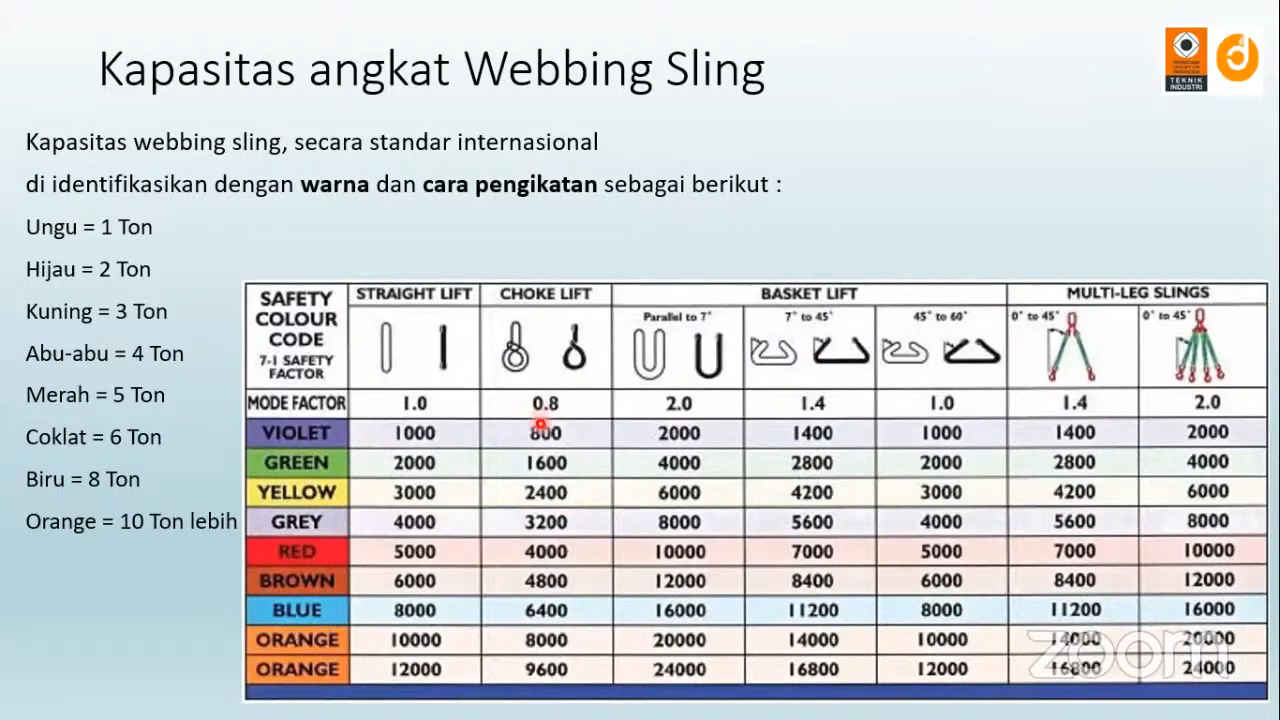 Kapasitas angkat Webbing Sling
TEKNIK
INDUSTRI
Kapasitas webbing sling, secara standar internasional
di identifikasikan dengan warna dan cara pengikatan sebagai berikut :
Ungu = 1 Ton
Hijau = 2 Ton
Kuning = 3 Ton
Abu-abu = 4 Ton
Merah = 5 Ton
Coklat = 6 Ton
Biru = 8 Ton
Orange = 10 Ton lebih
SAFETY COLOUR CODE 7-1 SAFETY FACTOR STRAIGHT LIFT CHOKE LIFT BASKET LIFT MULTI-LEG SLINGS
Parallel to 7° 7° to 45° 45° to 60° 0° to 45° 0° to 45°
MODE FACTOR 1.0 0.8 2.0 1.4 1.0 1.4 2.0
VIOLET 1000 800 2000 1400 1000 1400 2000
GREEN 2000 1600 4000 2800 2000 2800 4000
YELLOW 3000 2400 6000 4200 3000 4200 6000
GREY 4000 3200 8000 5600 4000 5600 8000
RED 5000 4000 10000 7000 5000 7000 10000
BROWN 6000 4800 12000 8400 6000 8400 12000
BLUE 8000 6400 16000 11200 8000 11200 16000
ORANGE 10000 8000 20000 14000 10000 14000 20000
ORANGE 12000 9600 24000 16800 12000 16800 24000
zoom